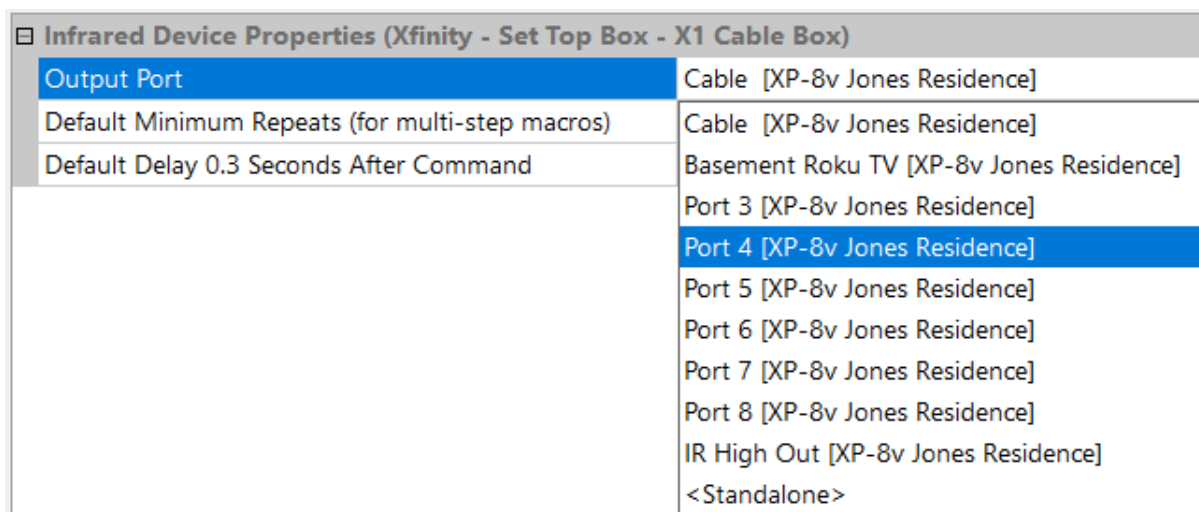 Infrared Device Properties (Xfinity - Set Top Box - X1 Cable Box)
Output Port
Cable [XP-8v Jones Residence]
Default Minimum Repeats (for multi-step macros)
Default Delay 0.3 Seconds After Command
Cable [XP-8v Jones Residence]
Basement Roku TV [XP-8v Jones Residence]
Port 3 [XP-8v Jones Residence]
Port 4 [XP-8v Jones Residence]
Port 5 [XP-8v Jones Residence]
Port 6 [XP-8v Jones Residence]
Port 7 [XP-8v Jones Residence]
Port 8 [XP-8v Jones Residence]
IR High Out [XP-8v Jones Residence]
<Standalone>